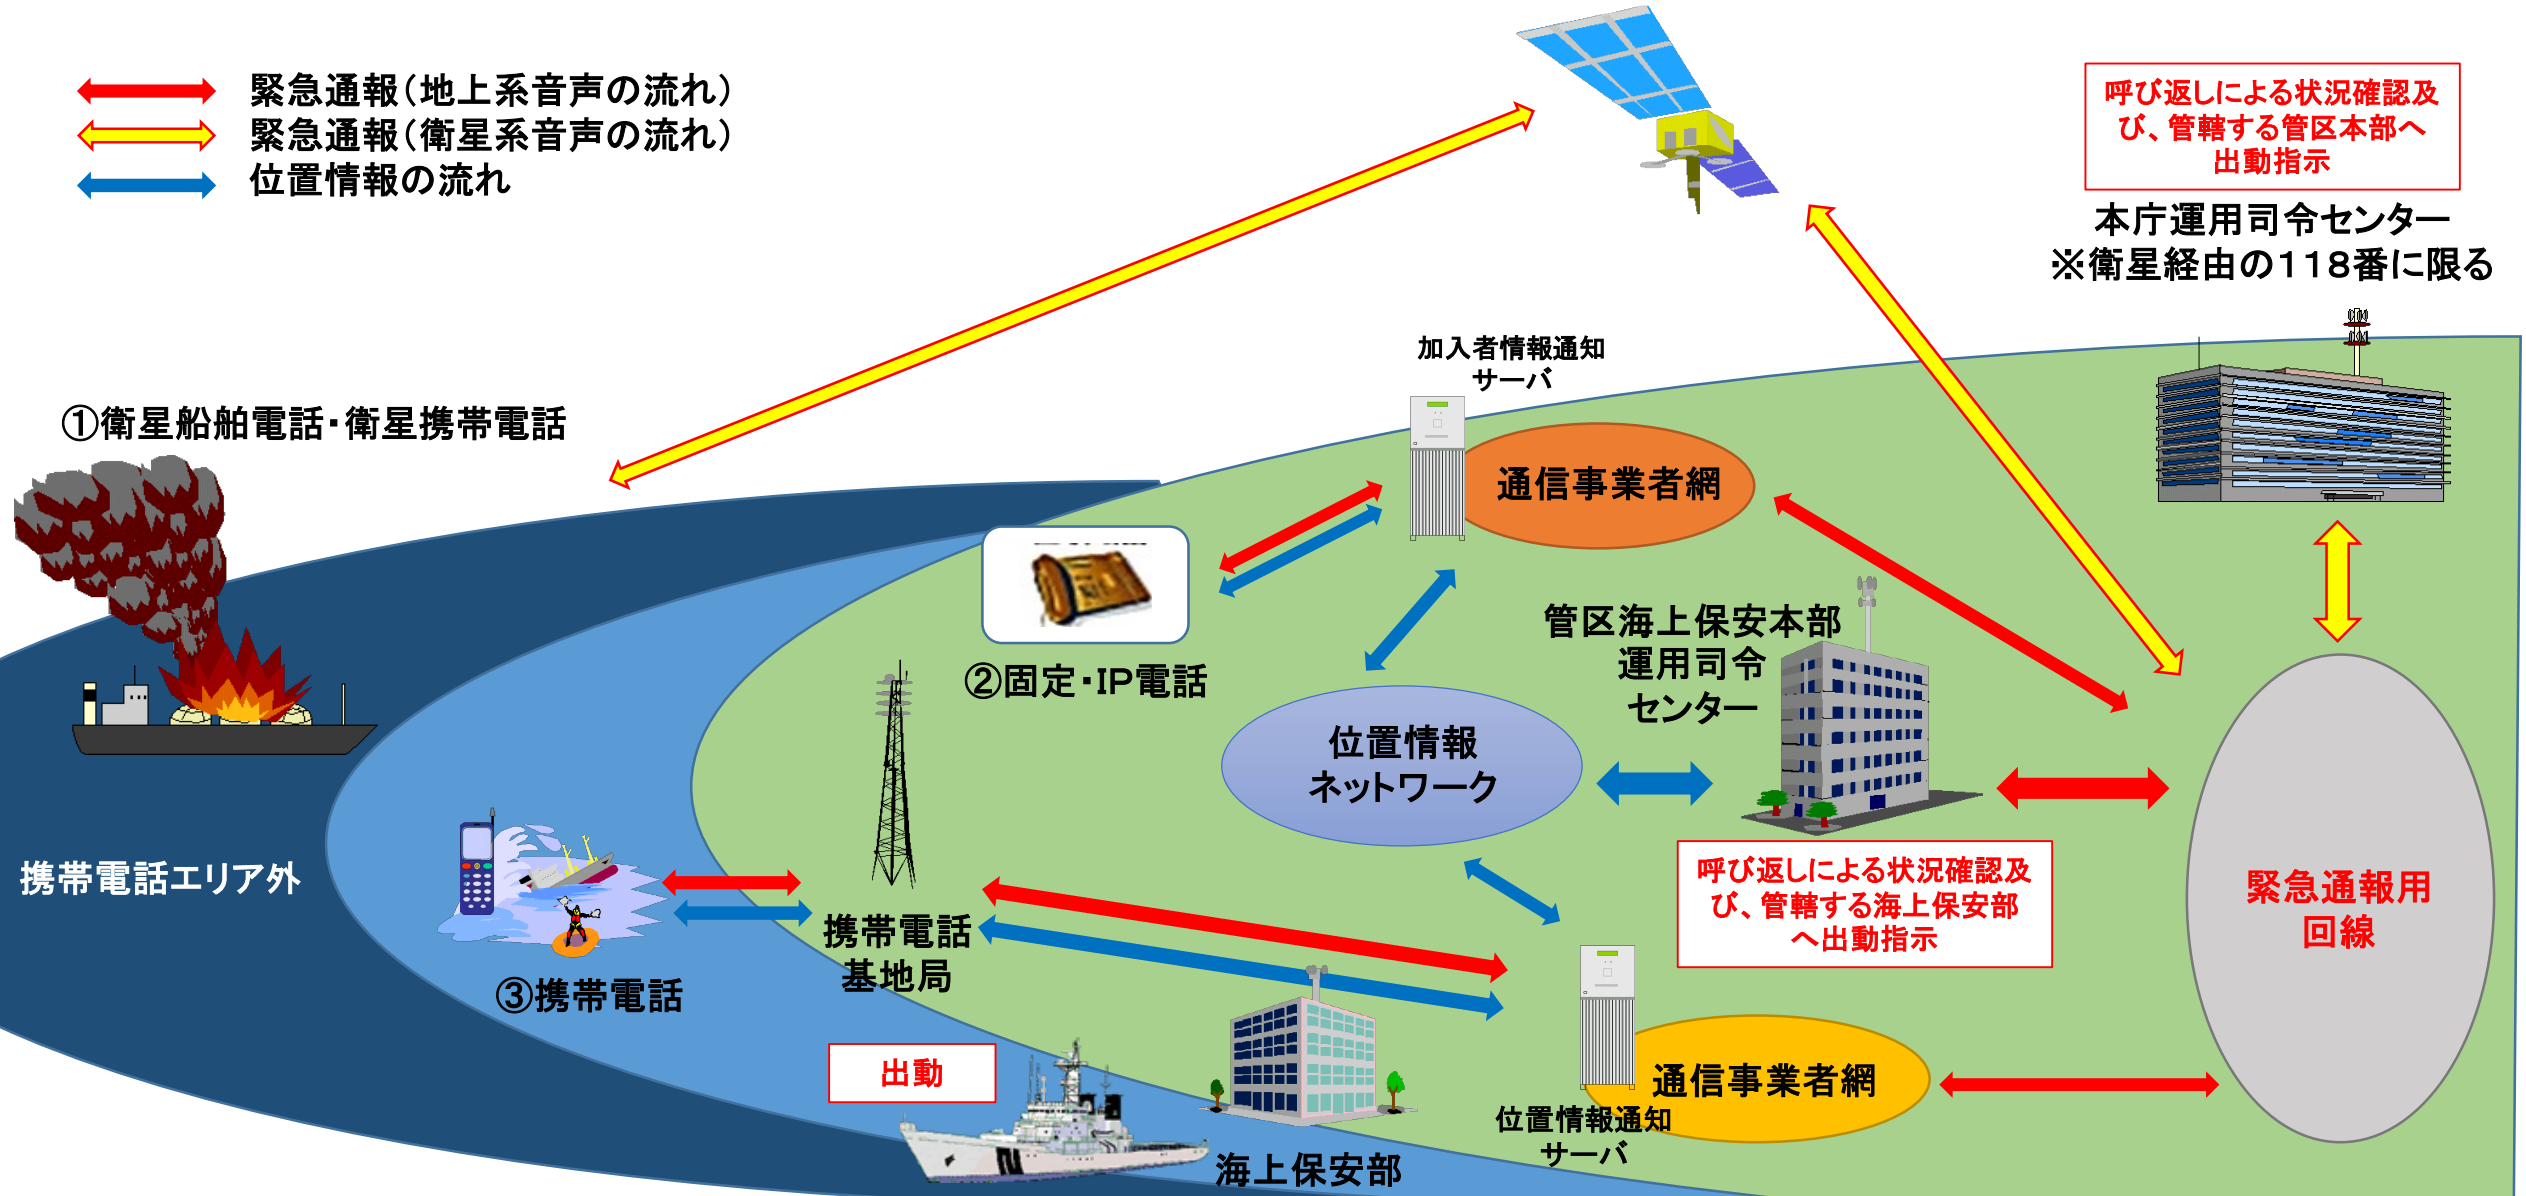 緊急通報（地上系音声の流れ）
緊急通報（衛星系音声の流れ）
位置情報の流れ
呼び返しによる状況確認及
び、管轄する管区本部へ
出動指示
本庁運用司令センター
※衛星経由の118番に限る
加入者情報通知
サーバ
①衛星船舶電話・衛星携帯電話
通信事業者網
②固定・IP電話
管区海上保安本部
運用司令
センター
位置情報
ネットワーク
携帯電話エリア外
呼び返しによる状況確認及
び、管轄する海上保安部
へ出動指示
緊急通報用
回線
携帯電話
基地局
③携帯電話
出動
通信事業者網
位置情報通知
サーバ
海上保安部